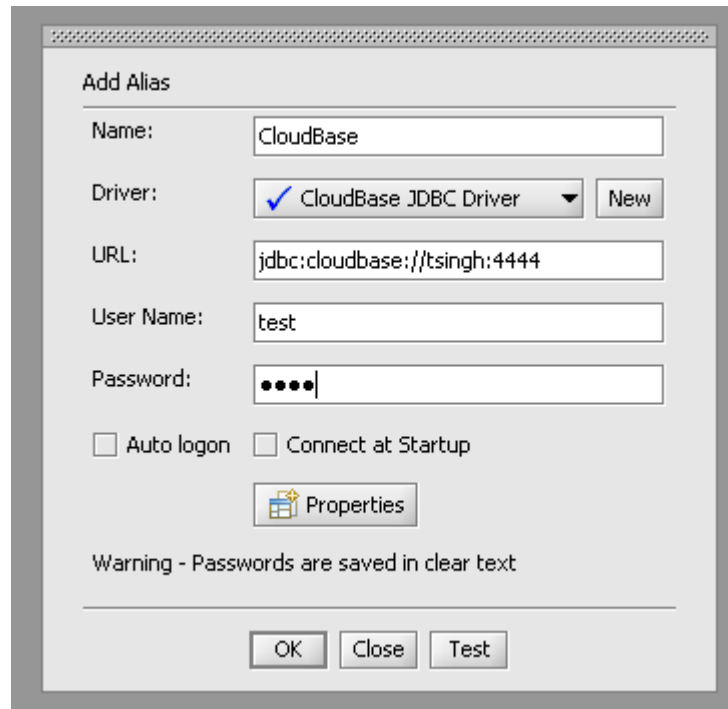 Add Alias
Name: CloudBase
Driver: CloudBase JDBC Driver New
URL: jdbc:cloudbase://tsingh:4444
User Name: test
Password: ●●●●
Auto logon Connect at Startup
Properties
Warning - Passwords are saved in clear text
OK Close Test